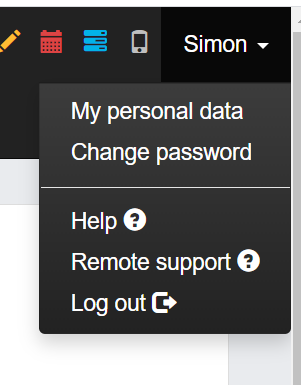 Simon
My personal data
Change password
Help
Remote support
Log out